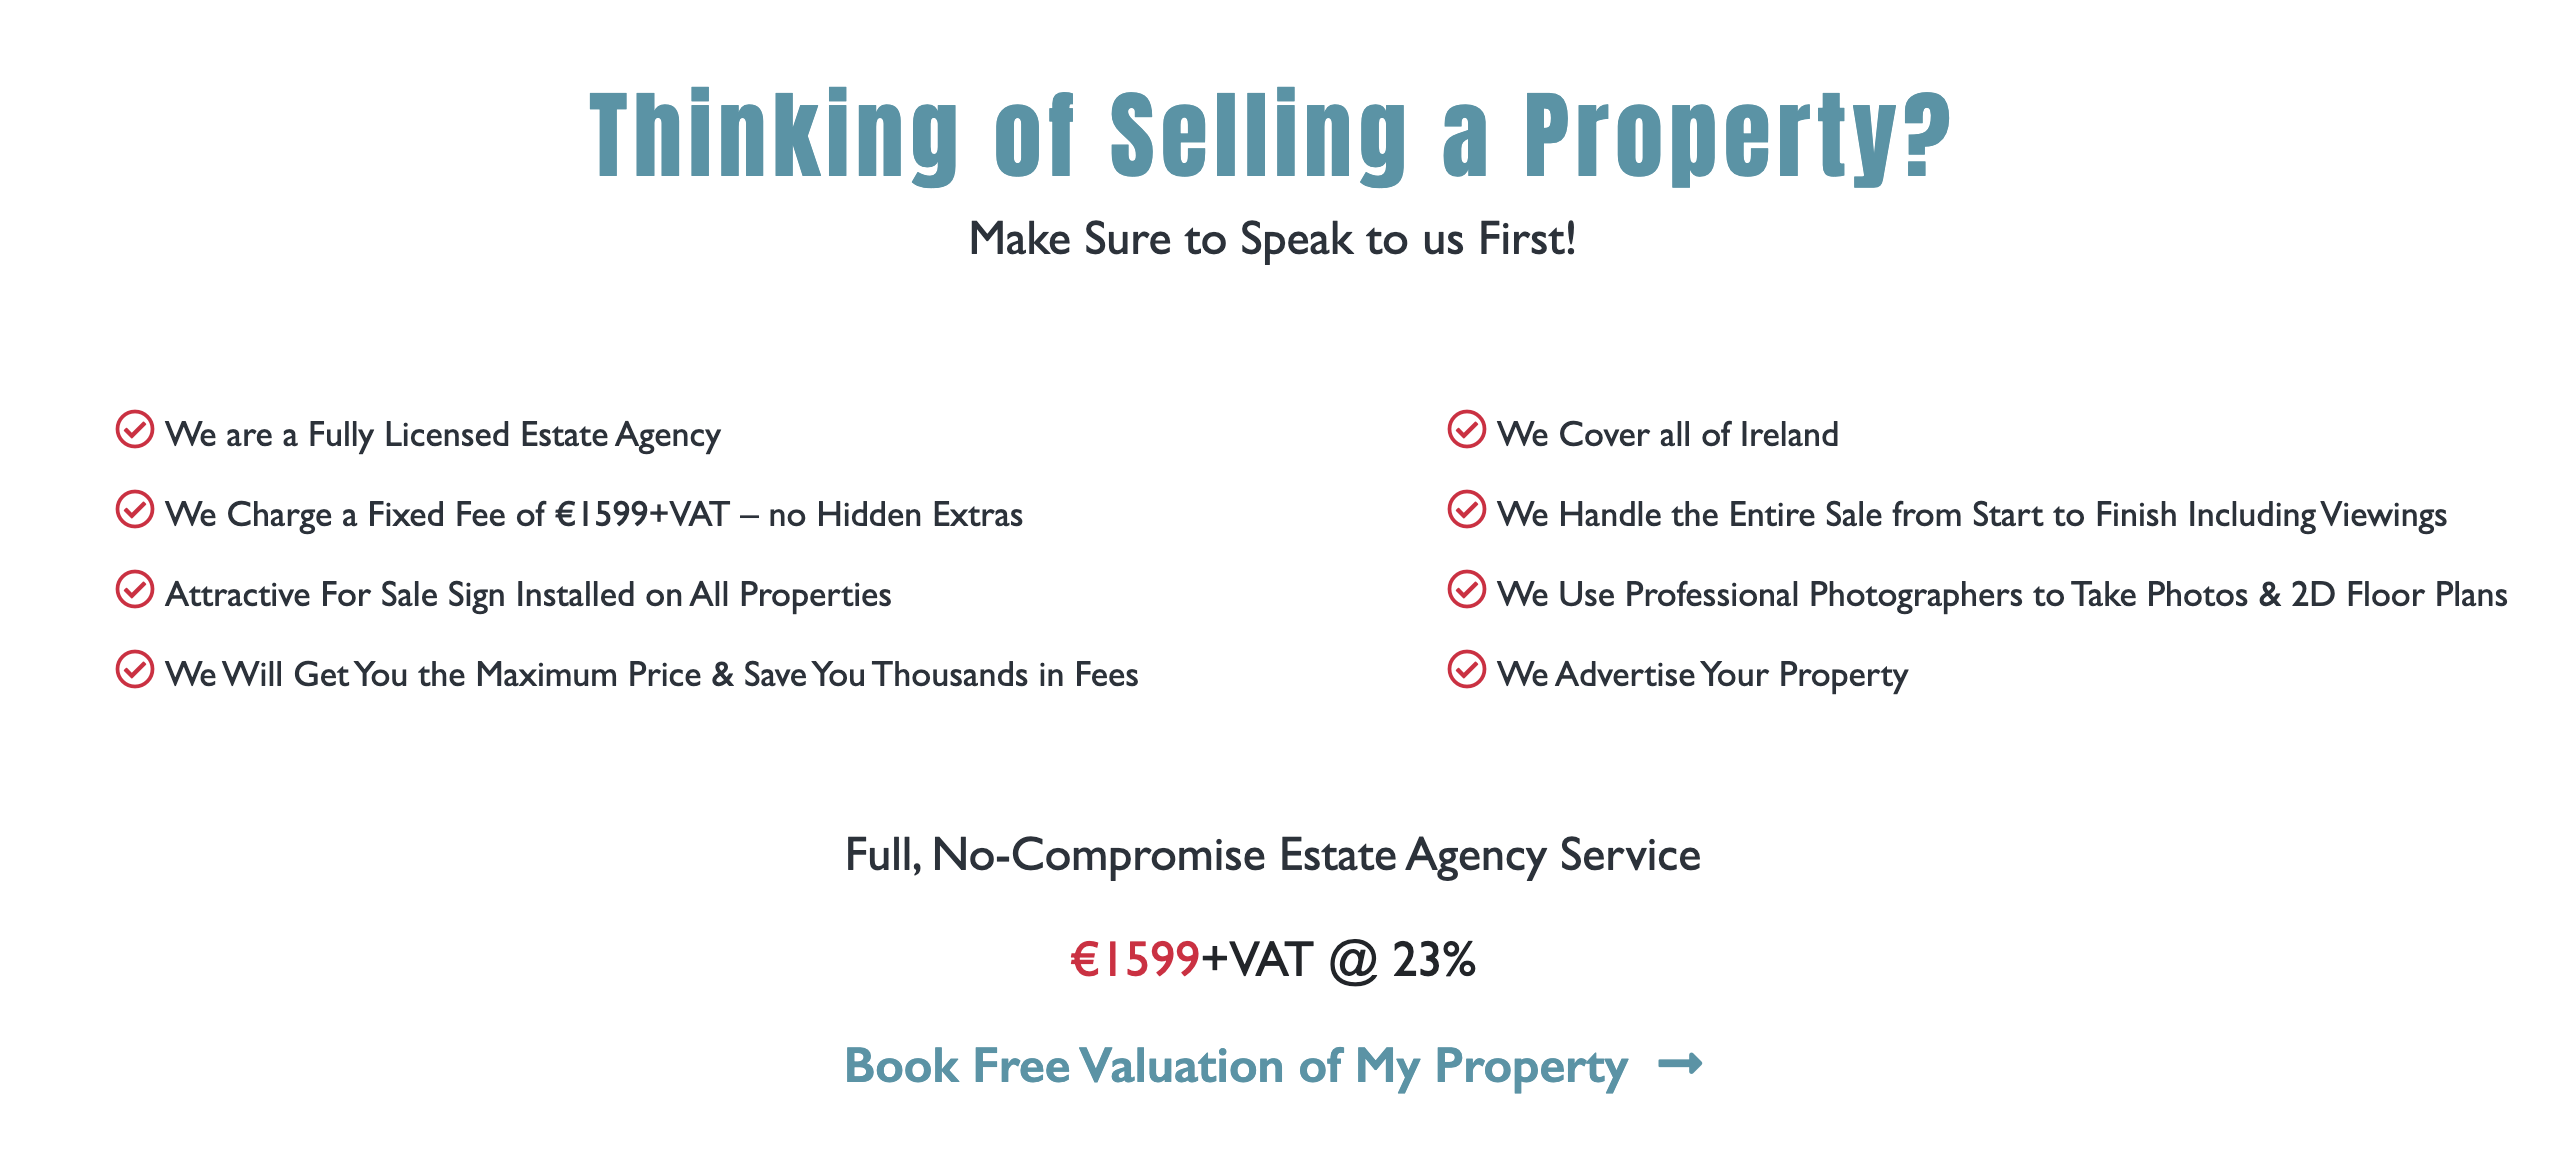 Thinking of Selling a Property?
Make Sure to Speak to us First!
We are a Fully Licensed Estate Agency
We Charge a Fixed Fee of €1599+VAT – no Hidden Extras
Attractive For Sale Sign Installed on All Properties
We Will Get You the Maximum Price & Save You Thousands in Fees
We Cover all of Ireland
We Handle the Entire Sale from Start to Finish Including Viewings
We Use Professional Photographers to Take Photos & 2D Floor Plans
We Advertise Your Property
Full, No-Compromise Estate Agency Service
€1599+VAT @ 23%
Book Free Valuation of My Property →